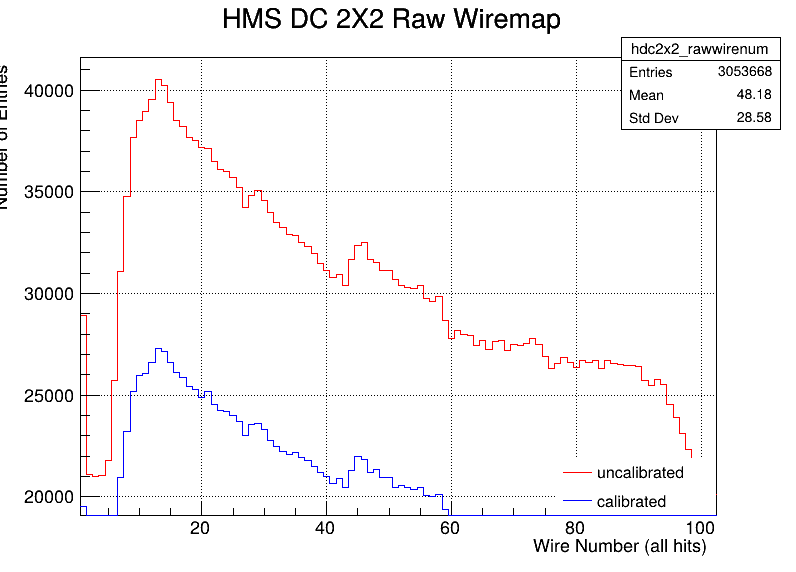 HMS DC 2X2 Raw Wiremap
hdc2x2_rawwirenum
Entries 3053668
Mean 48.18
Std Dev 28.58
Number of Entries
40000
35000
30000
25000
20000
uncalibrated
calibrated
20 40 60 80 100
Wire Number (all hits)